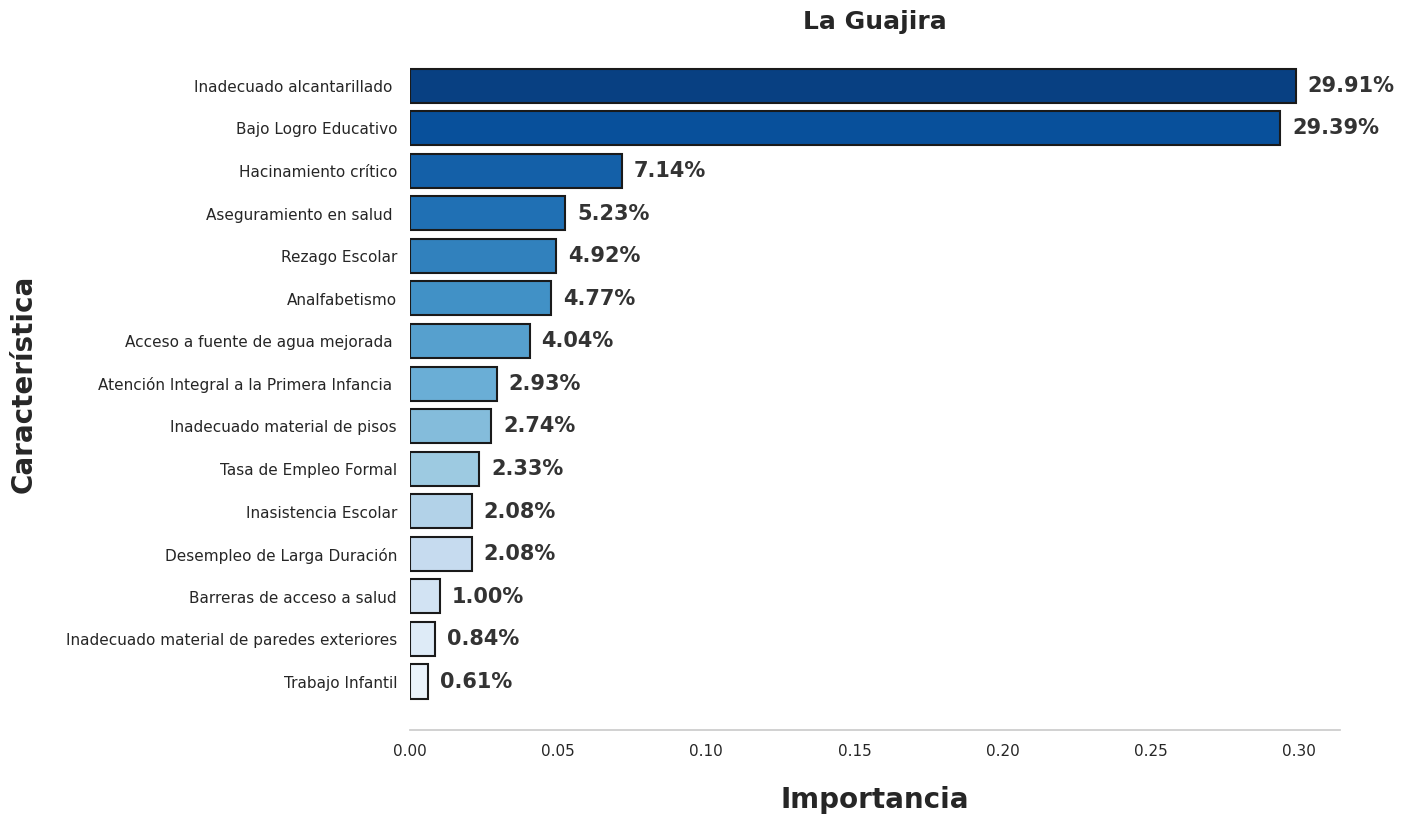 La Guajira
Inadecuado alcantarillado 29.91%
Bajo Logro Educativo 29.39%
Hacinamiento crítico 7.14%
Aseguramiento en salud 5.23%
Rezago Escolar 4.92%
Analfabetismo 4.77%
Acceso a fuente de agua mejorada 4.04%
Atención Integral a la Primera Infancia 2.93%
Inadecuado material de pisos 2.74%
Tasa de Empleo Formal 2.33%
Inasistencia Escolar 2.08%
Desempleo de Larga Duración 2.08%
Barreras de acceso a salud 1.00%
Inadecuado material de paredes exteriores 0.84%
Trabajo Infantil 0.61%
Característica
0.00 0.05 0.10 0.15 0.20 0.25 0.30
Importancia